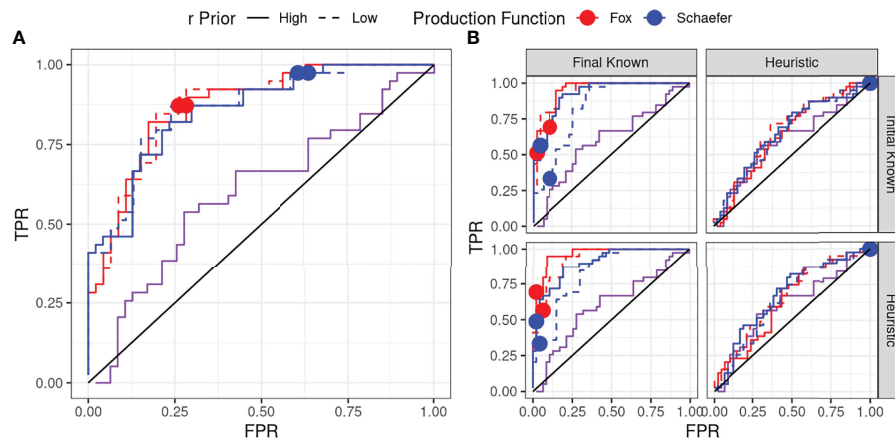 r Prior High Low Production Function Fox Schaefer
A
B
Final Known Heuristic
Initial Known
Heuristic
TPR
1.00
0.75
0.50
0.25
0.00
0.00 0.25 0.50 0.75 1.00
FPR
TPR
1.00
0.75
0.50
0.25
0.00
1.00
0.75
0.50
0.25
0.00
0.00 0.25 0.50 0.75 1.00 0.00 0.25 0.50 0.75 1.00
FPR